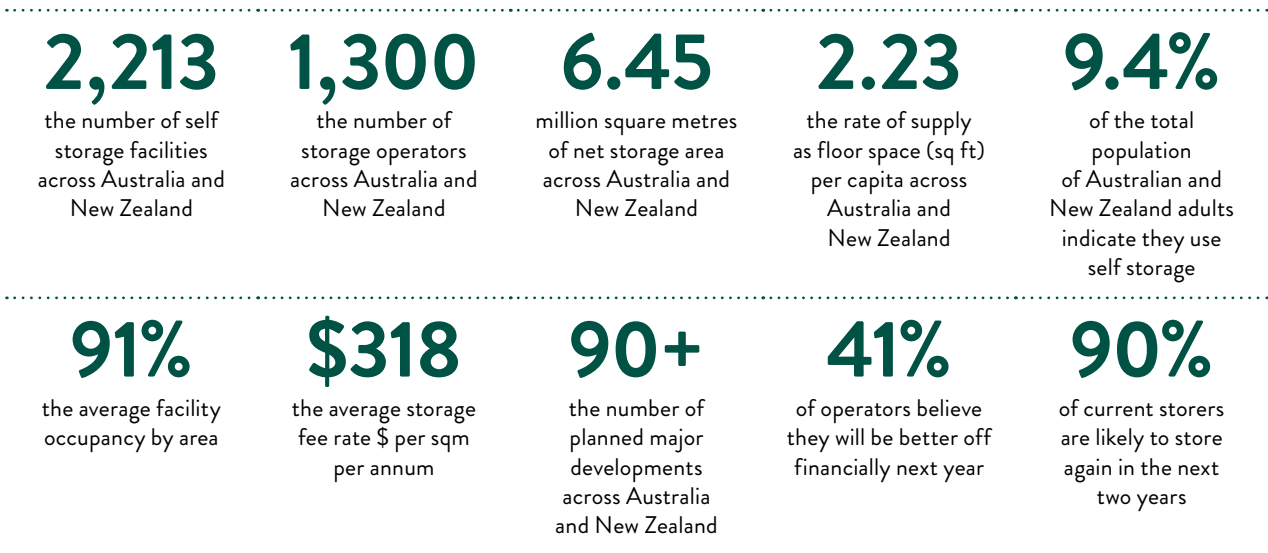 2,213
the number of self
storage facilities
across Australia and
New Zealand
1,300
the number of
storage operators
across Australia and
New Zealand
6.45
million square metres
of net storage area
across Australia and
New Zealand
2.23
the rate of supply
as floor space (sq ft)
per capita across
Australia and
New Zealand
9.4%
of the total
population
of Australian and
New Zealand adults
indicate they use
self storage
91%
the average facility
occupancy by area
$318
the average storage
fee rate $ per sqm
per annum
90+
the number of
planned major
developments
across Australia
and New Zealand
41%
of operators believe
they will be better off
financially next year
90%
of current storers
are likely to store
again in the next
two years